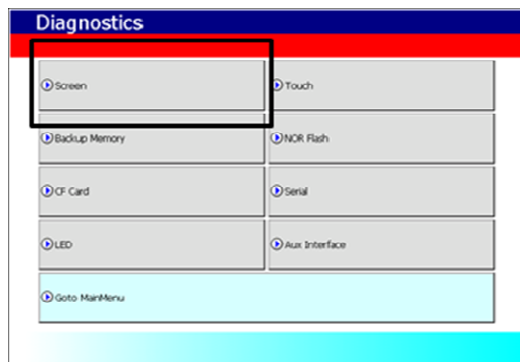 Diagnostics
Screen
Touch
Backup Memory
NOR Flash
CF Card
Serial
LED
Aux Interface
Goto MainMenu